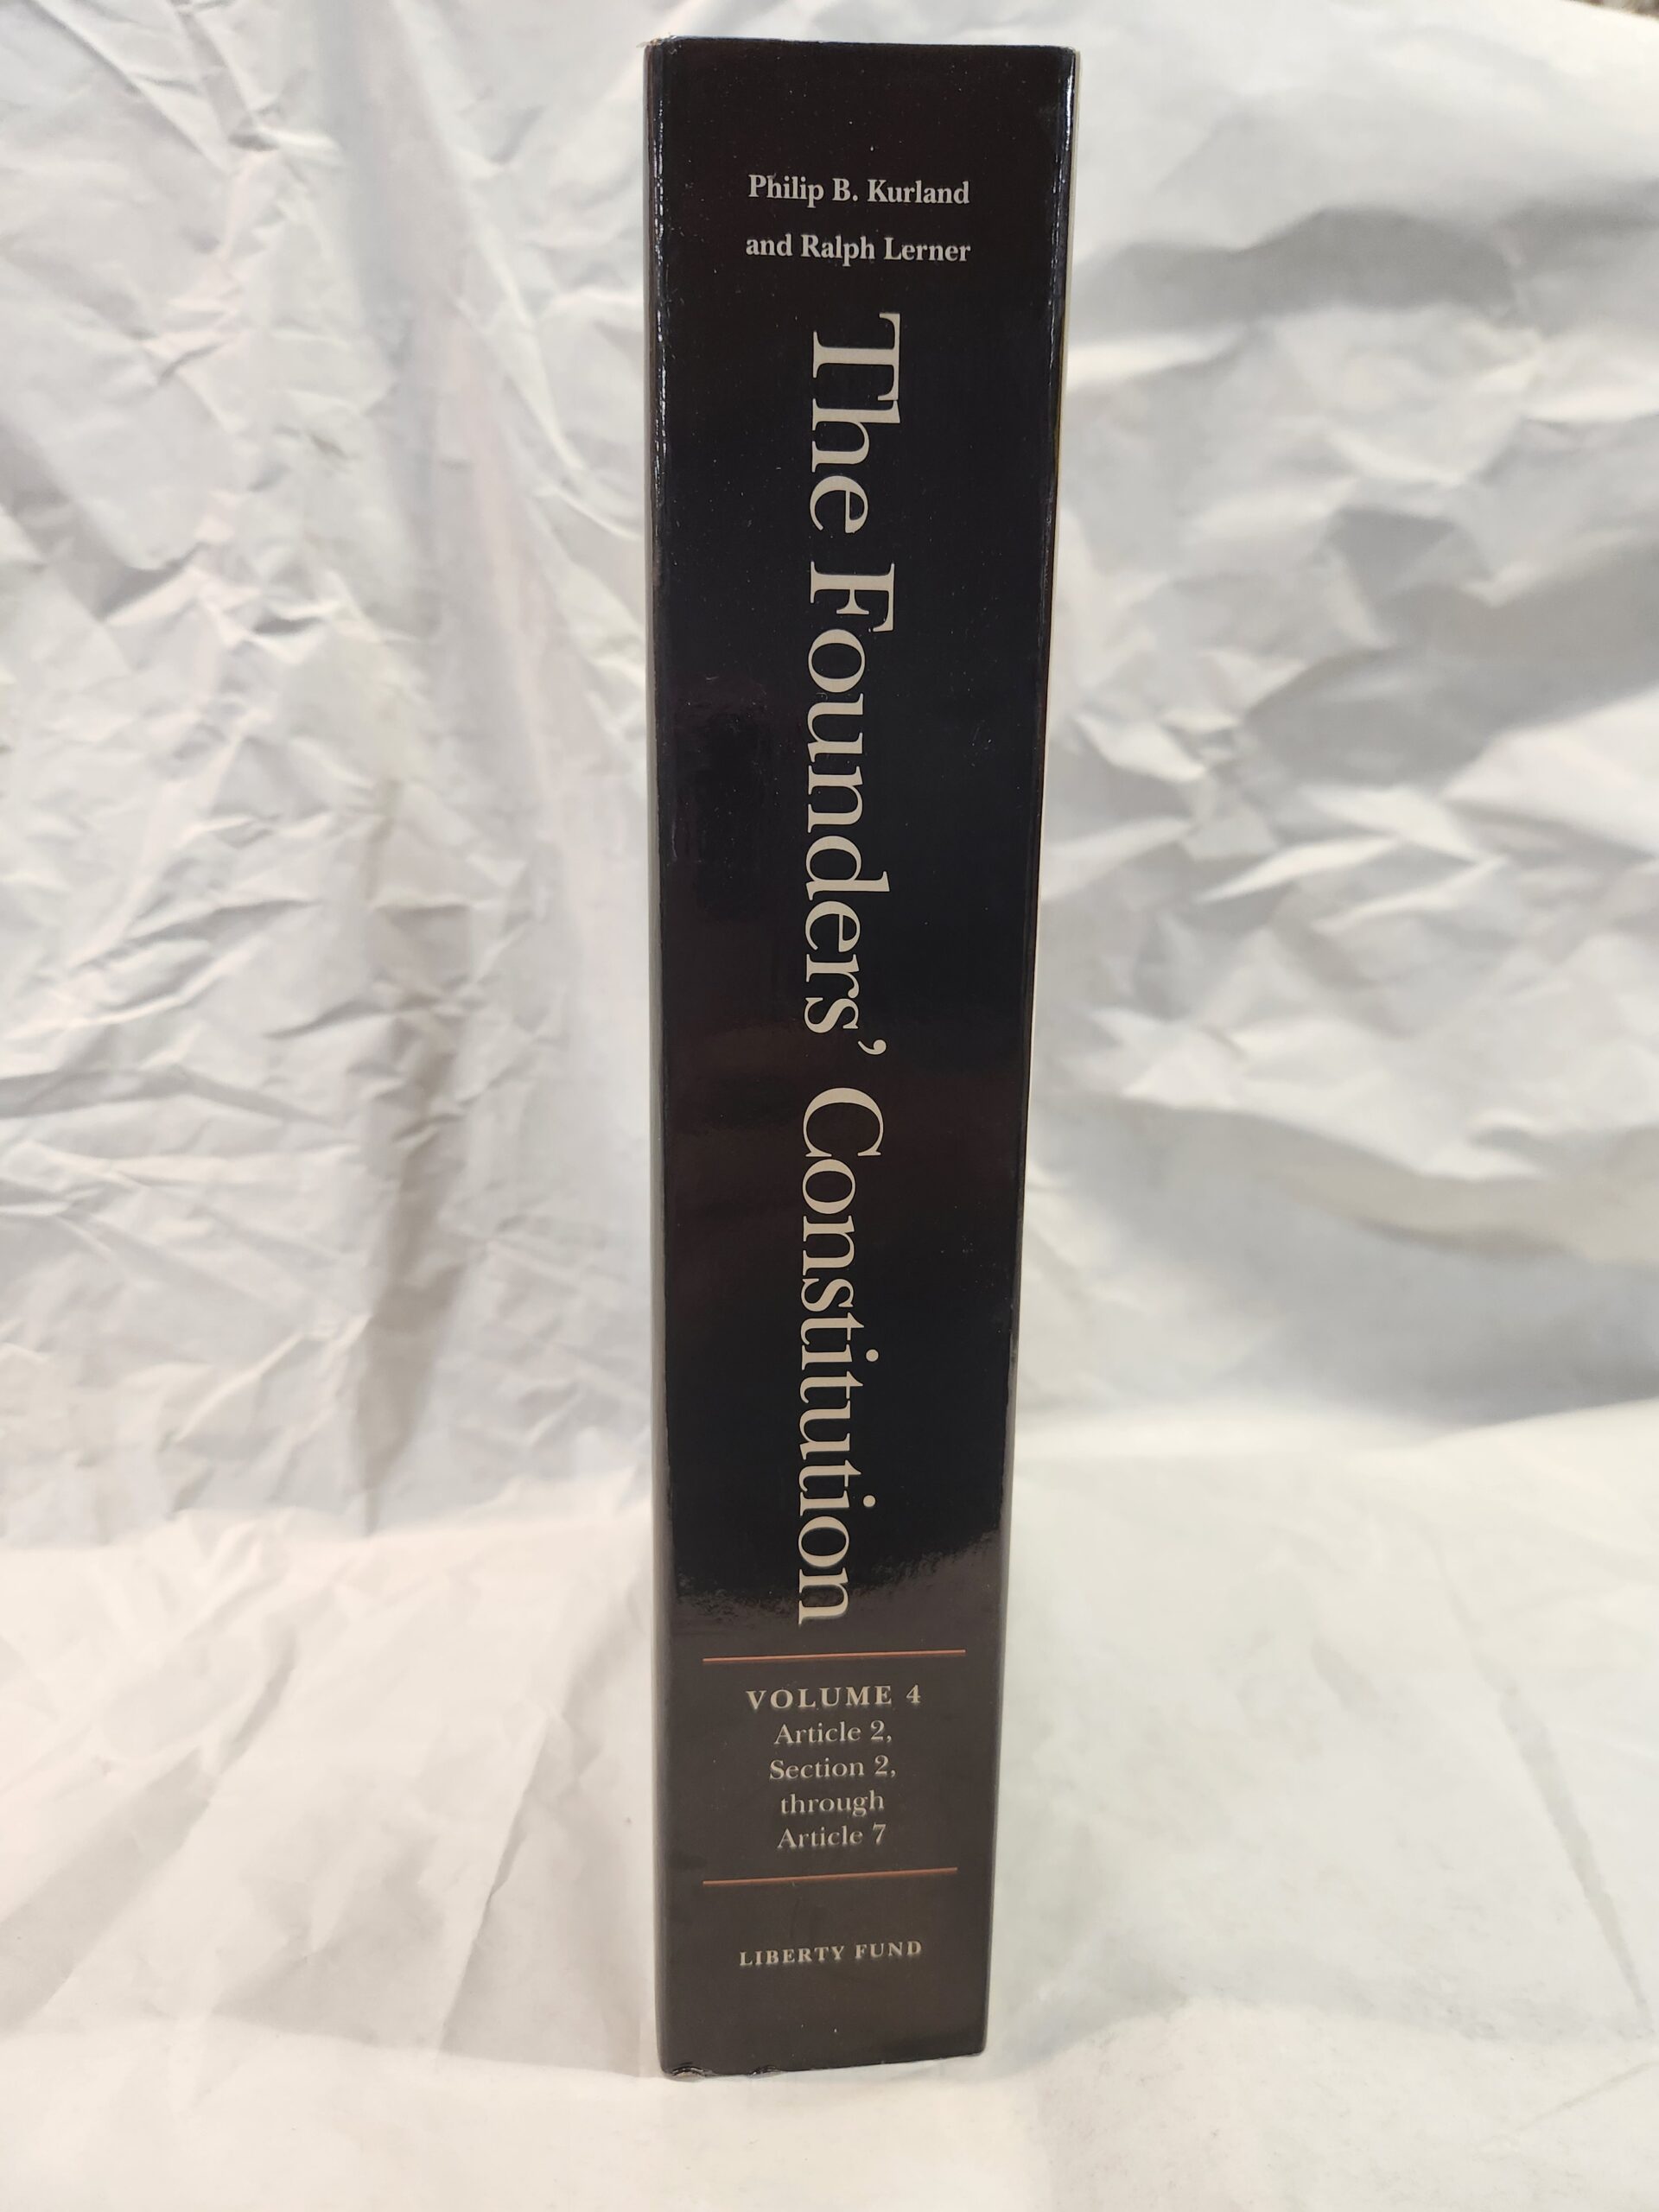 Philip B. Kurland
and Ralph Lerner
The Founders’ Constitution
VOLUME 4
Article 2,
Section 2,
through
Article 7
LIBERTY FUND